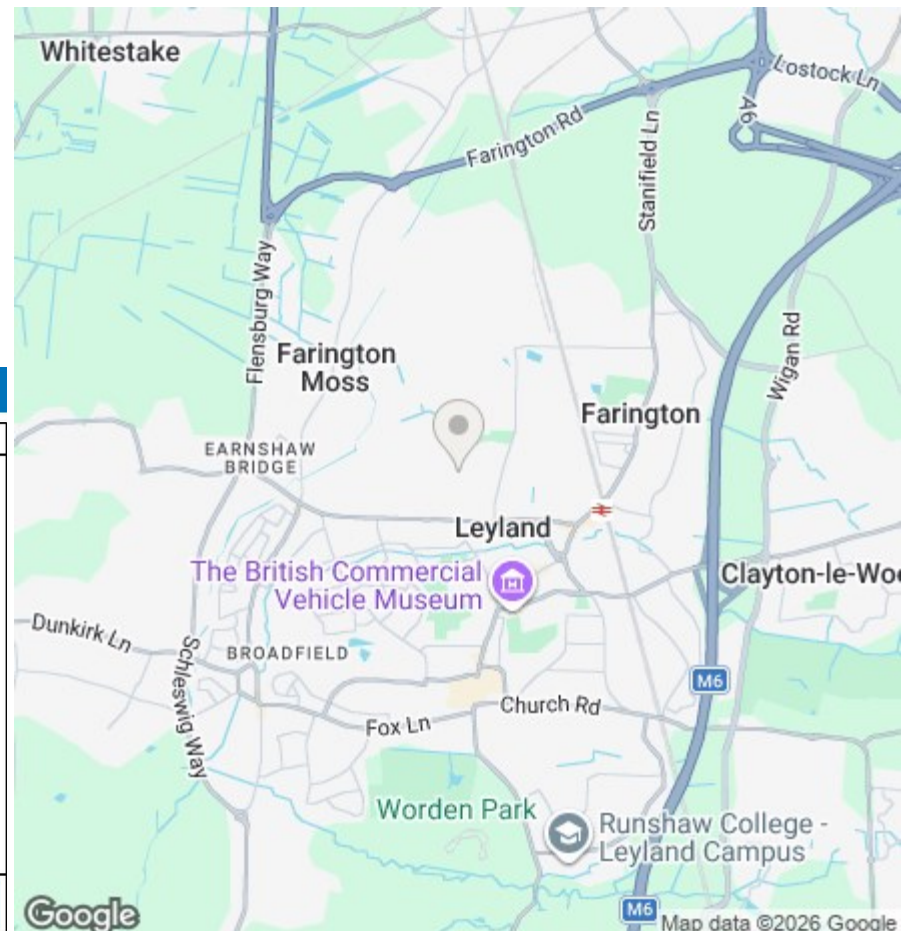 Whitestake
Lostock Ln
A6
Farington Rd
Stanifield Ln
Flensburg Way
Wigan Rd
Farington
Moss
Farington
EARNSHAW
BRIDGE
Leyland
The British Commercial
Vehicle Museum
Clayton-le-Woo
Dunkirk Ln
BROADFIELD
Schleswig Way
M6
Church Rd
Fox Ln
Worden Park
Runshaw College -
Leyland Campus
M6
Google
Map data ©2026 Google